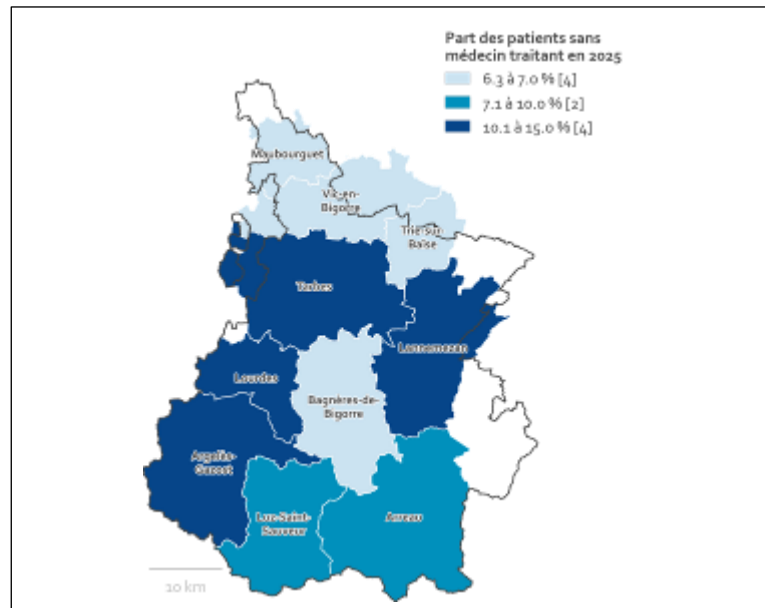 Part des patients sans
médecin traitant en 2025
6.3 à 7.0 % [4]
7.1 à 10.0 % [2]
10.1 à 15.0 % [4]
Maubourguet
Vic-en-
Bigorre
Trie-sur-
Baïse
Tarbes
Lannemezan
Lourdes
Bagnères-de-
Bigorre
Argelès-
Gazost
Luz-Saint-
Sauveur
Arreau
10 km